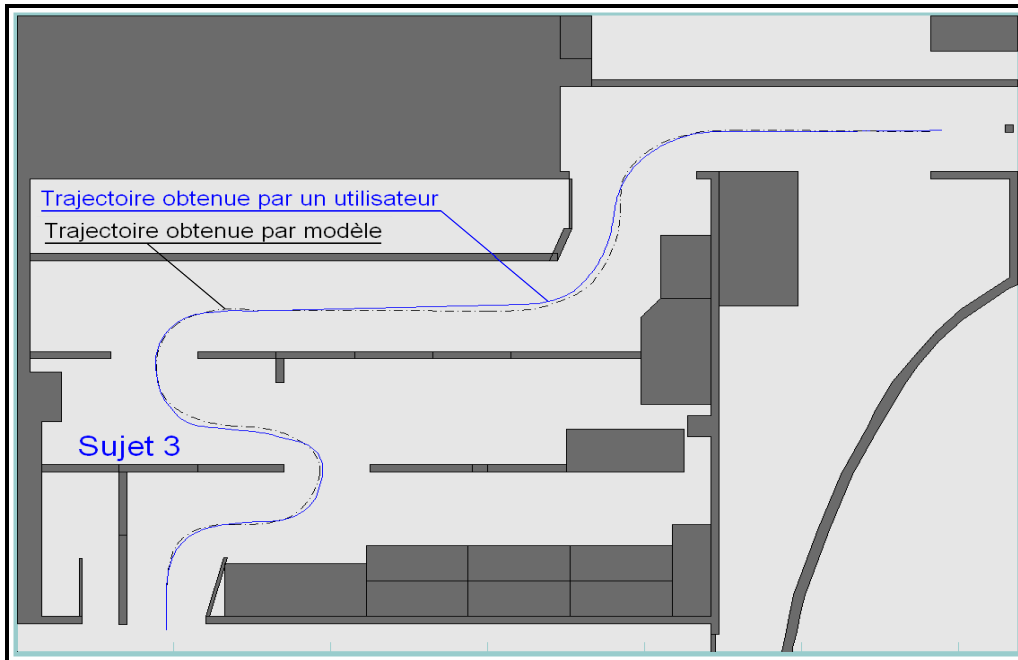 Trajectoire obtenue par un utilisateur
Trajectoire obtenue par modèle
Sujet 3